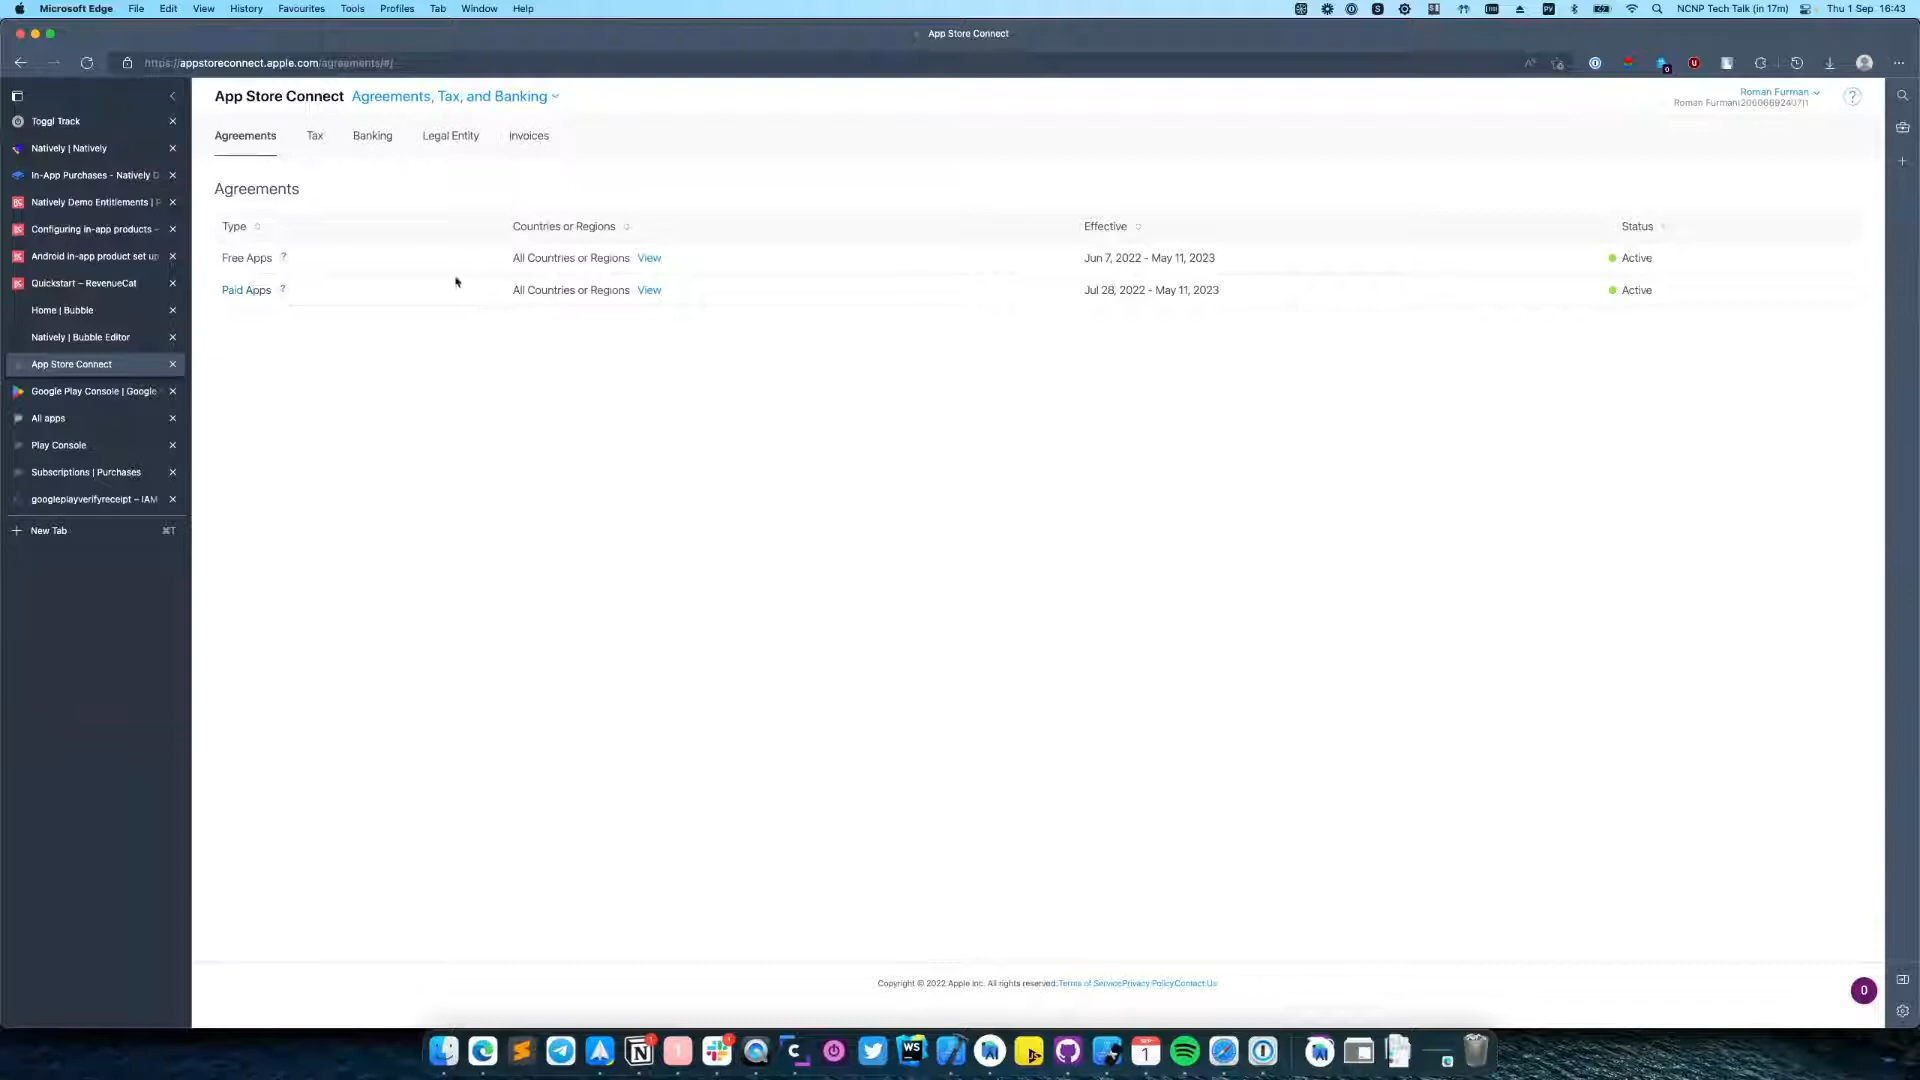 Microsoft Edge File Edit View History Favourites Tools Profiles Tab Window Help
NCNP Tech Talk (in 17m) Thu 1 Sep 16:43
App Store Connect
https://appstoreconnect.apple.com/agreements/#/
Toggl Track
Natively | Natively
In-App Purchases - Natively D
Natively Demo Entitlements |
Configuring in-app products –
Android in-app product set up
Quickstart – RevenueCat
Home | Bubble
Natively | Bubble Editor
App Store Connect
Google Play Console | Google
All apps
Play Console
Subscriptions | Purchases
googleplayverifyreceipt – IAM
New Tab ⌘T
App Store Connect Agreements, Tax, and Banking
Roman Furman
Roman Furman|2066669240711
?
Agreements Tax Banking Legal Entity Invoices
Agreements
Type Countries or Regions Effective Status
Free Apps ? All Countries or Regions View Jun 7, 2022 - May 11, 2023 Active
Paid Apps ? All Countries or Regions View Jul 28, 2022 - May 11, 2023 Active
Copyright © 2022 Apple Inc. All rights reserved.Terms of ServicePrivacy PolicyContact Us
0
WS
SEP
1